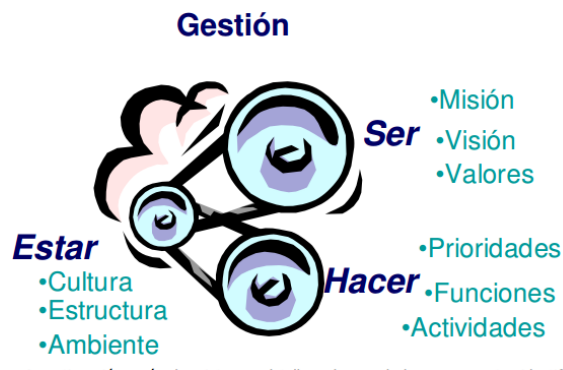 Gestión
Ser
•Misión
•Visión
•Valores
Estar
•Cultura
•Estructura
•Ambiente
Hacer
•Prioridades
•Funciones
•Actividades